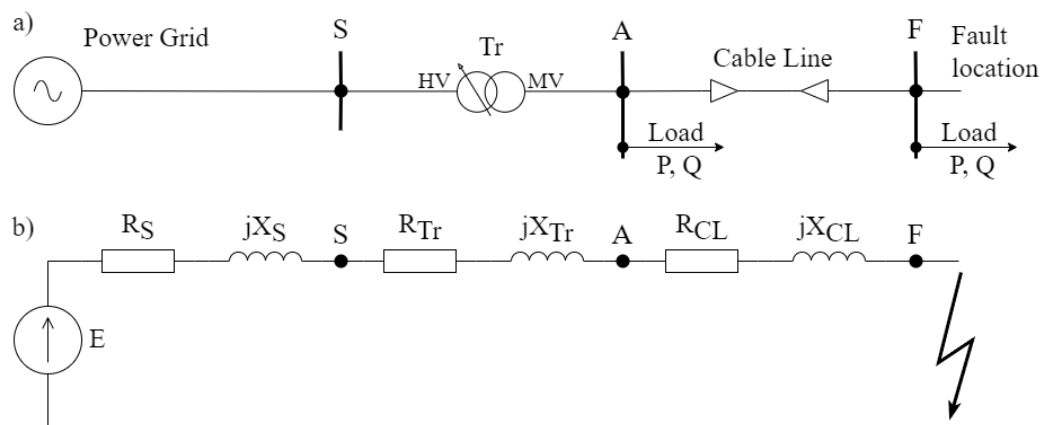 a)
Power Grid
S
HV
Tr
MV
A
Load
P, Q
Cable Line
F
Fault
location
Load
P, Q
b)
E
RS
jXS
S
RTr
jXTr
A
RCL
jXCL
F